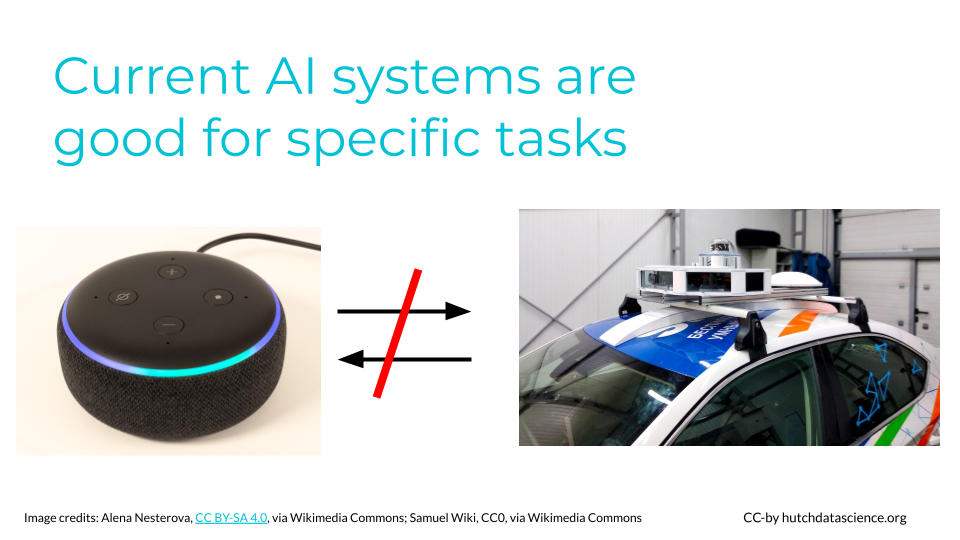 Current AI systems are
good for specific tasks
УМНЫ
Image credits: Alena Nesterova, CC BY-SA 4.0, via Wikimedia Commons; Samuel Wiki, CC0, via Wikimedia Commons
CC-by hutchdatascience.org